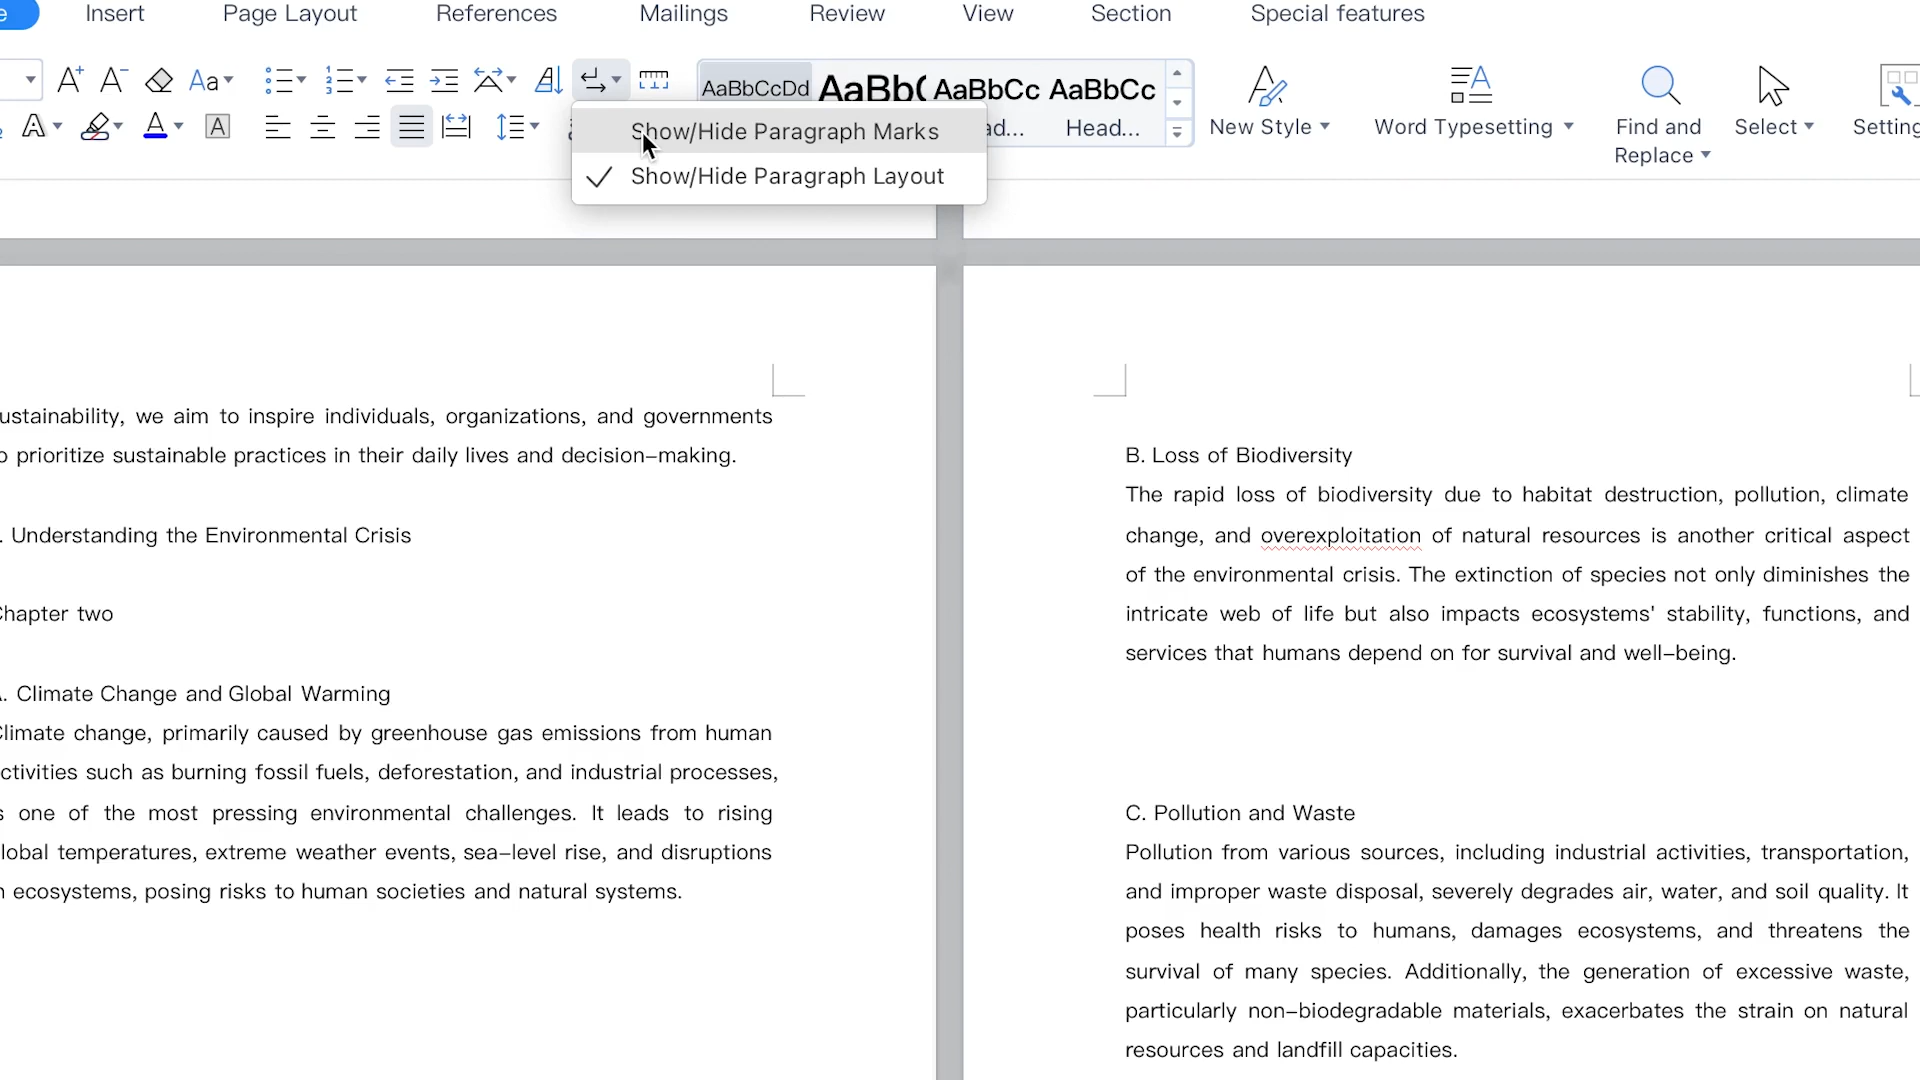 Insert Page Layout References Mailings Review View Section Special features
AaBbCcDd AaBb( AaBbCc AaBbCc
Show/Hide Paragraph Marks
ad... Head...
New Style Word Typesetting Find and Replace Select Setting
Show/Hide Paragraph Layout
ustainability, we aim to inspire individuals, organizations, and governments
o prioritize sustainable practices in their daily lives and decision-making.
. Understanding the Environmental Crisis
Chapter two
. Climate Change and Global Warming
Climate change, primarily caused by greenhouse gas emissions from human
ctivities such as burning fossil fuels, deforestation, and industrial processes,
s one of the most pressing environmental challenges. It leads to rising
lobal temperatures, extreme weather events, sea-level rise, and disruptions
n ecosystems, posing risks to human societies and natural systems.
B. Loss of Biodiversity
The rapid loss of biodiversity due to habitat destruction, pollution, climate
change, and overexploitation of natural resources is another critical aspect
of the environmental crisis. The extinction of species not only diminishes the
intricate web of life but also impacts ecosystems' stability, functions, and
services that humans depend on for survival and well-being.
C. Pollution and Waste
Pollution from various sources, including industrial activities, transportation,
and improper waste disposal, severely degrades air, water, and soil quality. It
poses health risks to humans, damages ecosystems, and threatens the
survival of many species. Additionally, the generation of excessive waste,
particularly non-biodegradable materials, exacerbates the strain on natural
resources and landfill capacities.